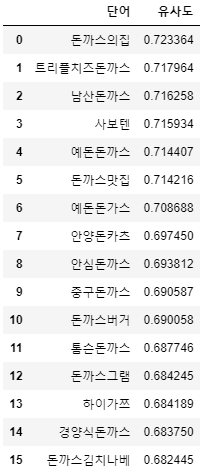 단어 유사도
0 돈까스의집 0.723364
1 트리플치즈돈까스 0.717964
2 남산돈까스 0.716258
3 사보텐 0.715934
4 예돈돈까스 0.714407
5 돈까스맛집 0.714216
6 예돈돈가스 0.708688
7 안양돈카츠 0.697450
8 안심돈까스 0.693812
9 중구돈까스 0.690587
10 돈까스버거 0.690058
11 톰슨돈까스 0.687746
12 돈까스그램 0.684245
13 하이가쯔 0.684189
14 경양식돈까스 0.683750
15 돈까스김치나베 0.682445